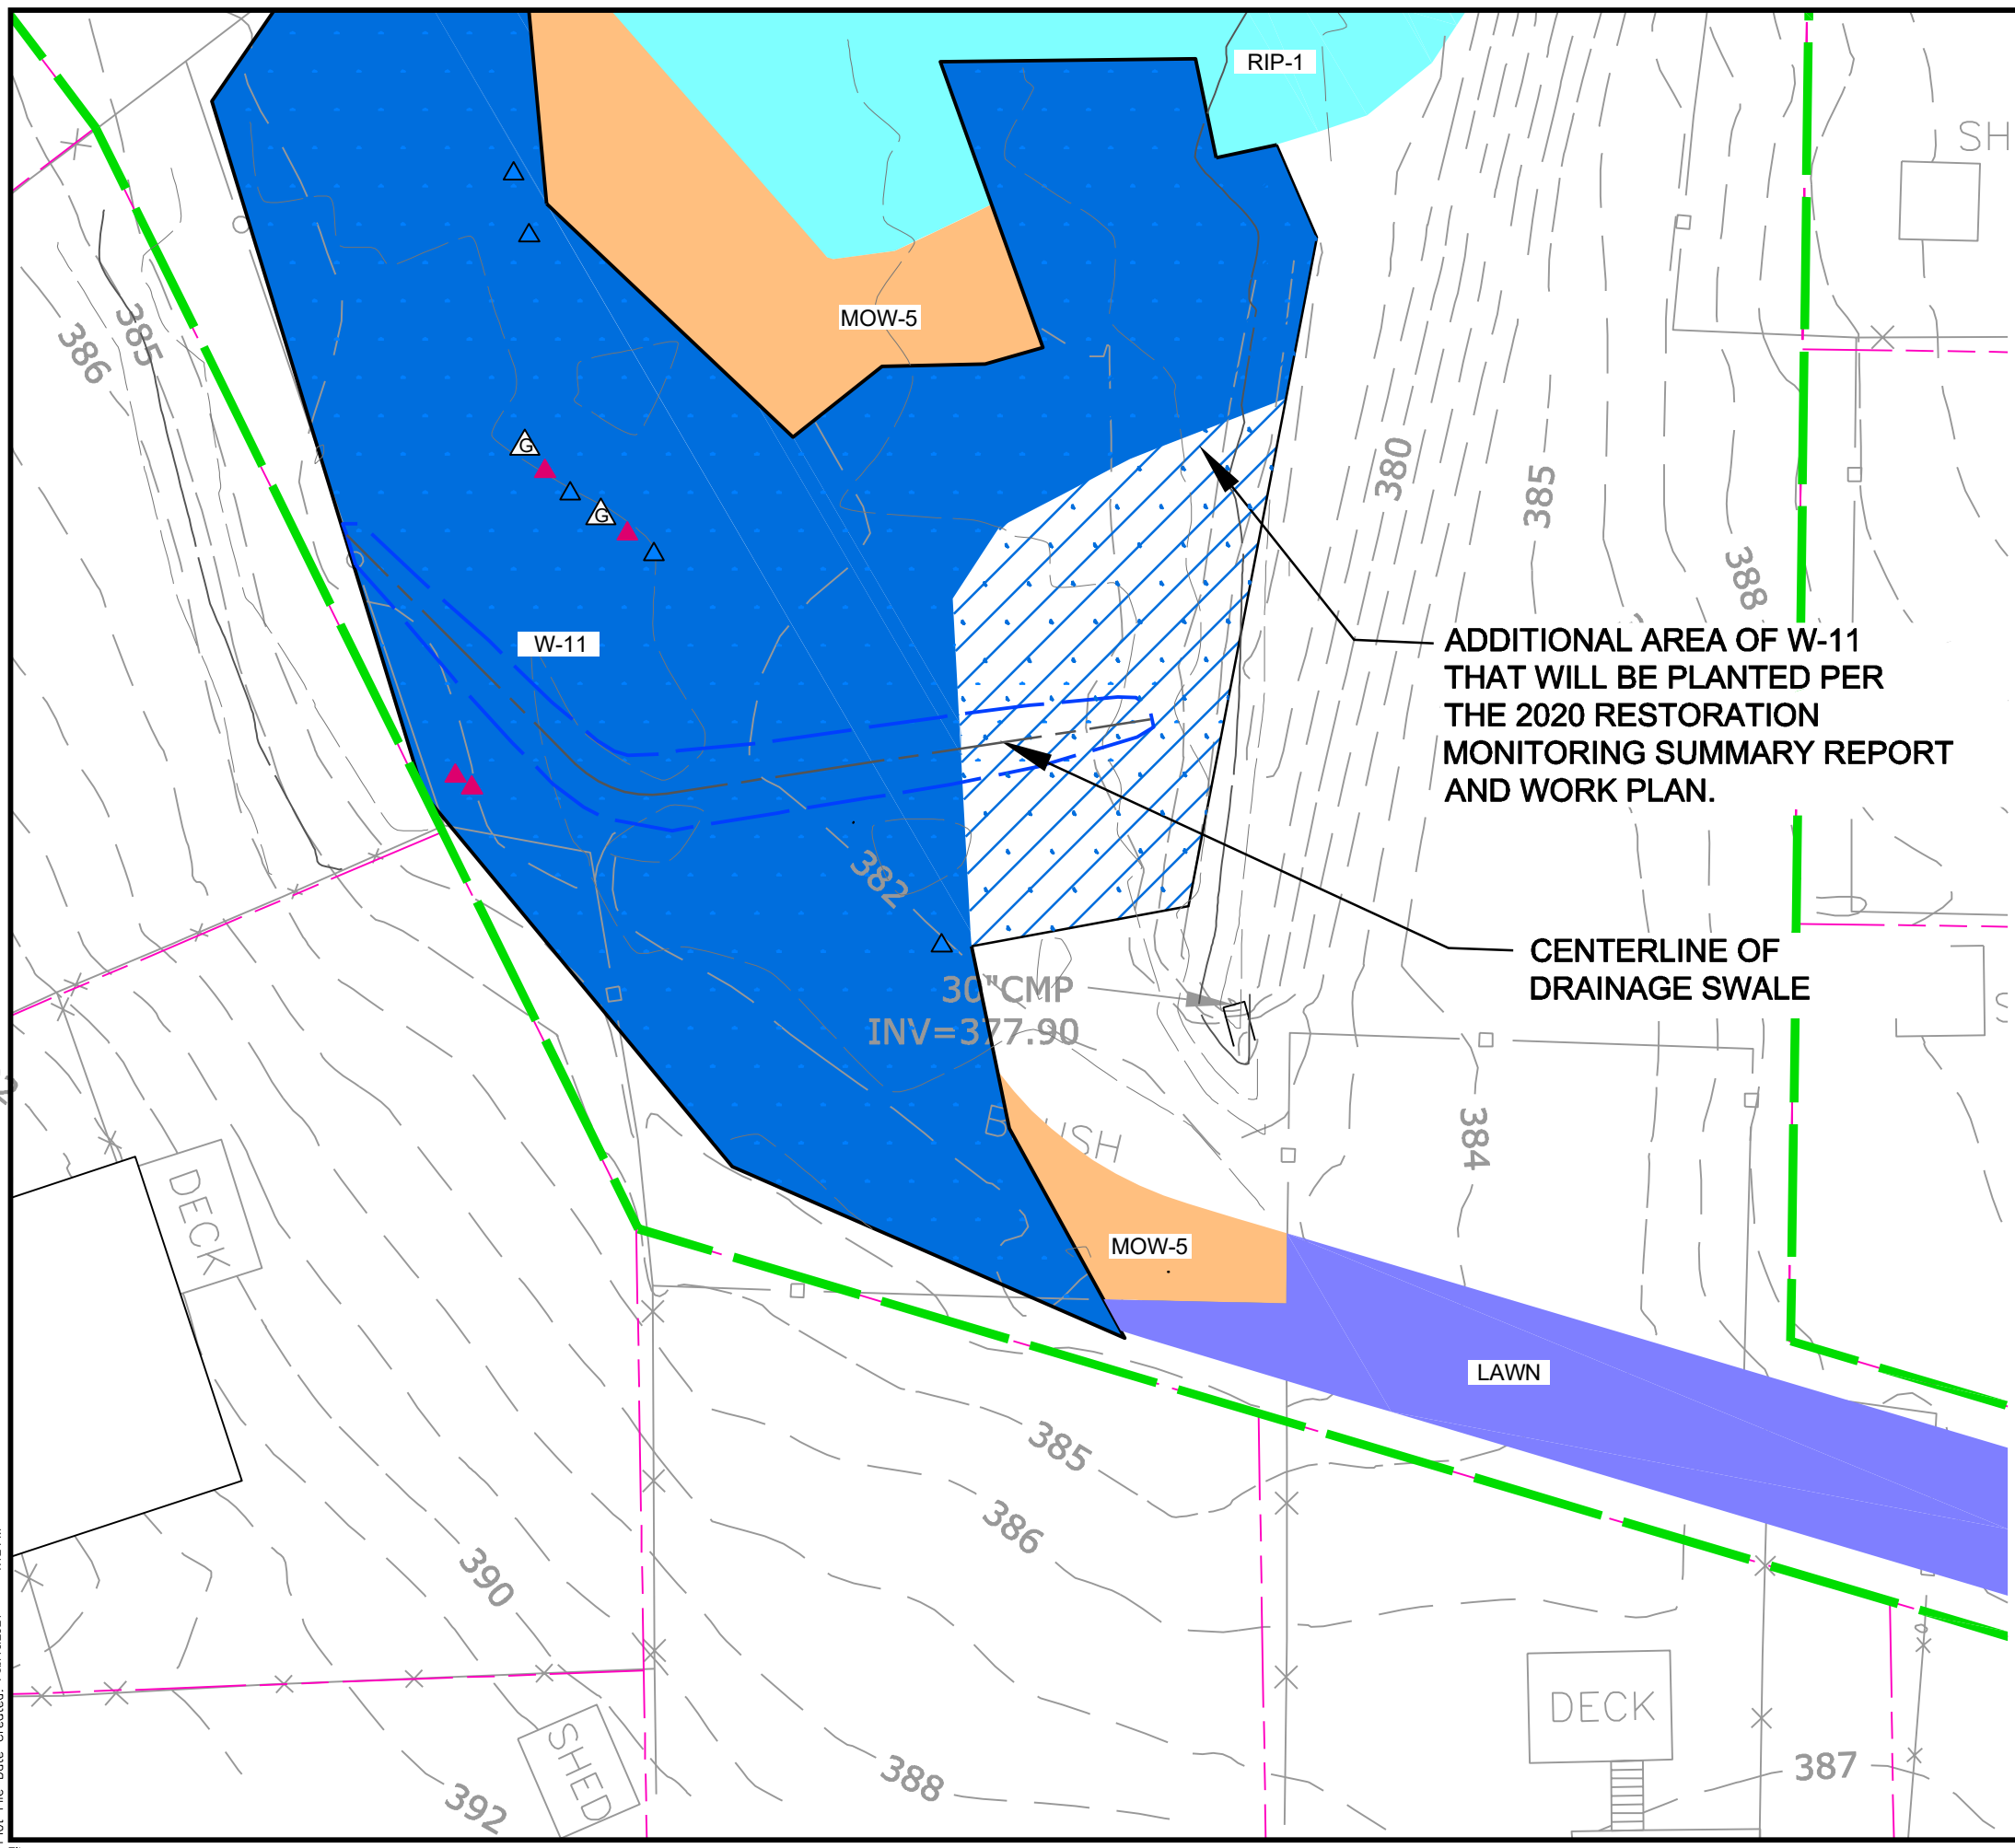 RIP-1
SH
MOW-5
385
386
380
385
388
W-11
ADDITIONAL AREA OF W-11
THAT WILL BE PLANTED PER
THE 2020 RESTORATION
MONITORING SUMMARY REPORT
AND WORK PLAN.
G
G
382
CENTERLINE OF
DRAINAGE SWALE
30"CMP
INV=377.90
384
DECK
MOW-5
LAWN
385
386
390
DECK
SHED
388
387
392